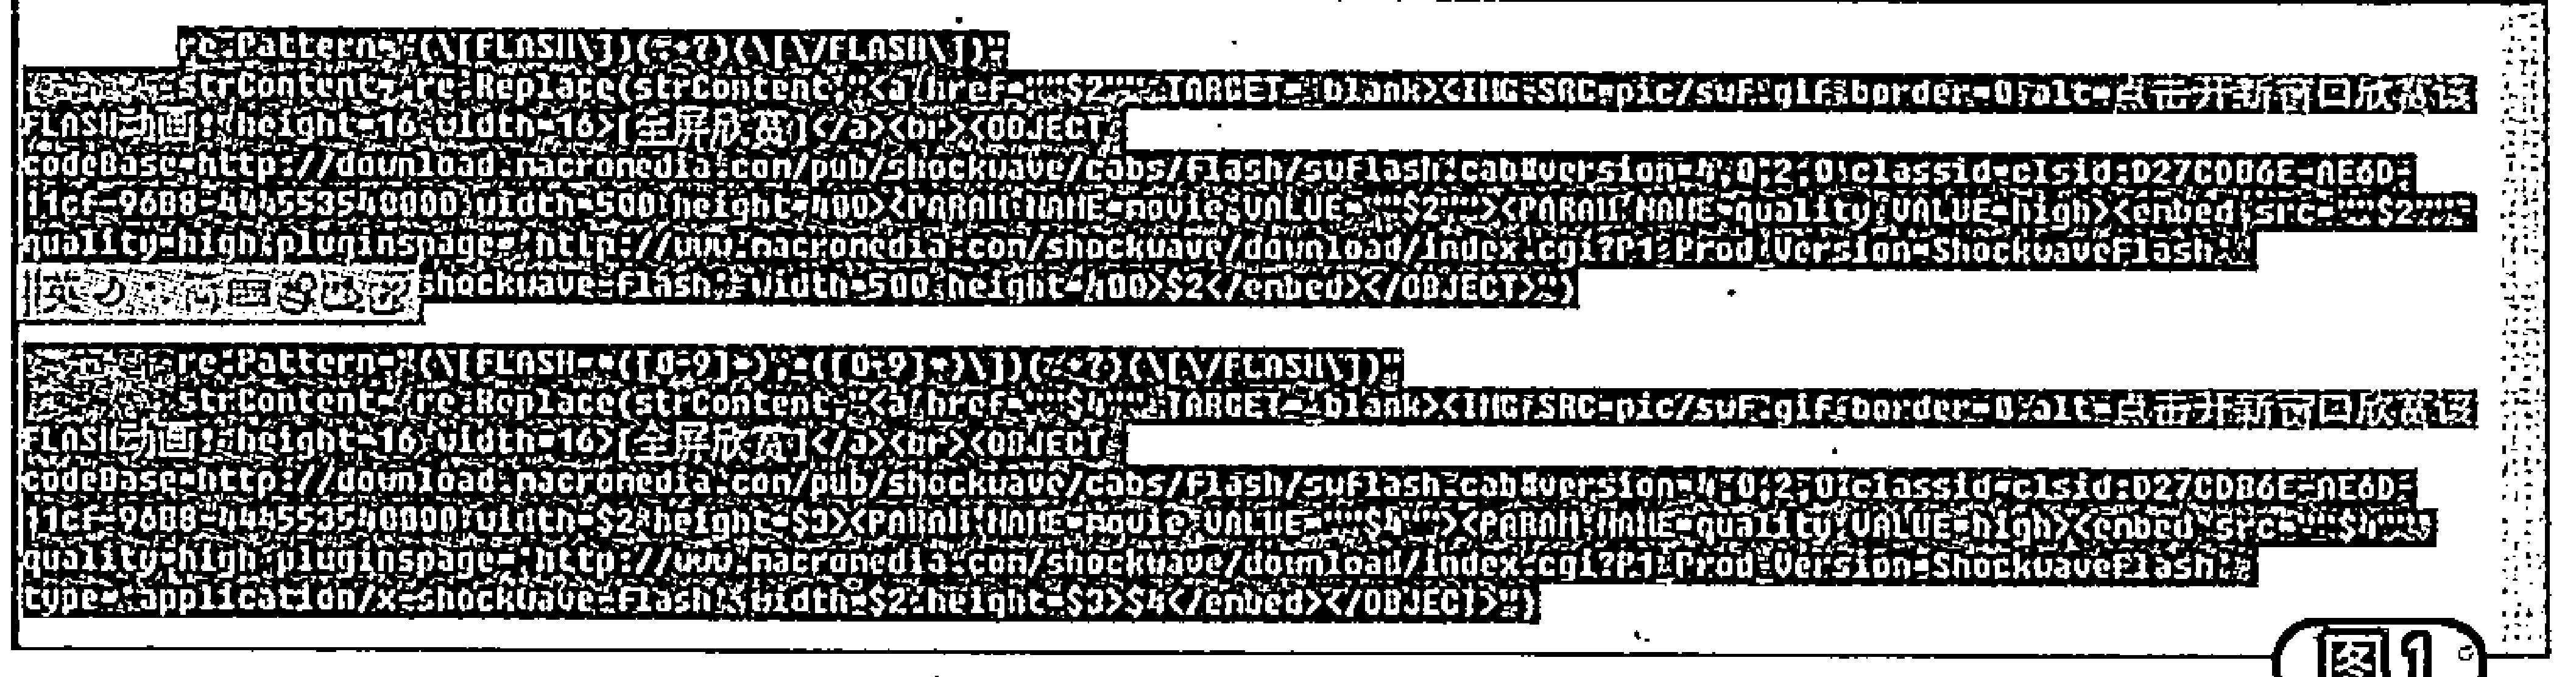 re.Pattern="(\[FLASH\])(.+?)(\[\/FLASH\])"
strContent= re.Replace(strContent,"<a href=""$2"" TARGET=_blank><IMG SRC=pic/swf.gif border=0 alt=点击开新窗口欣赏该
FLASH动画! height=16 width=16>[全屏欣赏]</a><br><OBJECT
codeBase=http://download.macromedia.com/pub/shockwave/cabs/flash/swflash.cab#version=4,0,2,0 classid=clsid:D27CDB6E-AE6D-
11cf-96B8-444553540000 width=500 height=400><PARAM NAME=movie VALUE=""$2""><PARAM NAME=quality VALUE=high><embed src=""$2""
quality=high pluginspage='http://www.macromedia.com/shockwave/download/index.cgi?P1_Prod_Version=ShockwaveFlash'
shockwave-flash' width=500 height=400>$2</embed></OBJECT>")
re.Pattern="(\[FLASH=*([0-9]*),*([0-9]*)\])(.+?)(\[\/FLASH\])"
strContent= re.Replace(strContent,"<a href=""$4"" TARGET=_blank><IMG SRC=pic/swf.gif border=0 alt=点击开新窗口欣赏该
FLASH动画! height=16 width=16>[全屏欣赏]</a><br><OBJECT
codeBase=http://download.macromedia.com/pub/shockwave/cabs/flash/swflash.cab#version=4,0,2,0 classid=clsid:D27CDB6E-AE6D-
11cf-96B8-444553540000 width=$2 height=$3><PARAM NAME=movie VALUE=""$4""><PARAM NAME=quality VALUE=high><embed src=""$4""
quality=high pluginspage='http://www.macromedia.com/shockwave/download/index.cgi?P1_Prod_Version=ShockwaveFlash'
type='application/x-shockwave-flash' width=$2 height=$3>$4</embed></OBJECT>")
图1